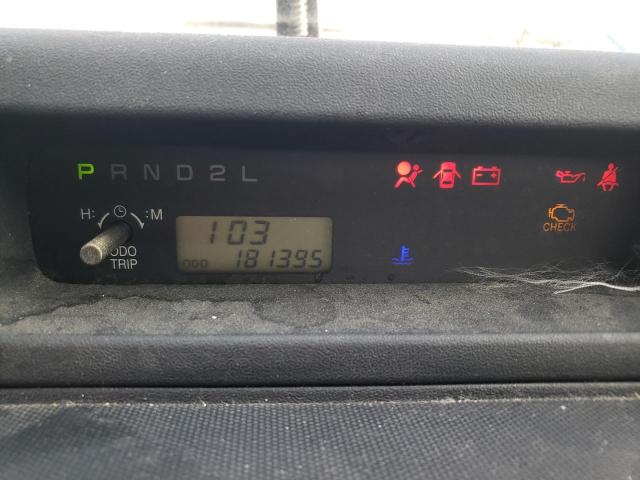 P R N D 2 L
H: :M
ODO
TRIP
103
ODO 181395
CHECK